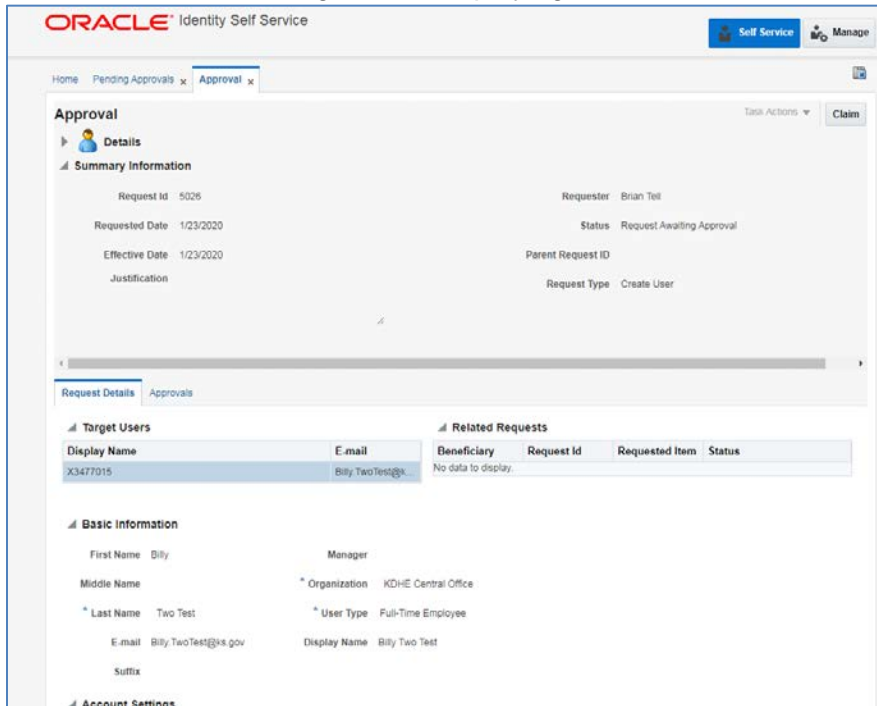 ORACLE® Identity Self Service
Self Service Manage
Home Pending Approvals x Approval x
Approval Task Actions Claim
Details
Summary Information
Request Id 5026 Requester Brian Tell
Requested Date 1/23/2020 Status Request Awaiting Approval
Effective Date 1/23/2020 Parent Request ID
Justification Request Type Create User
Request Details Approvals
Target Users Related Requests
Display Name E-mail Beneficiary Request Id Requested Item Status
X3477015 Billy.TwoTest@k... No data to display.
Basic Information
First Name Billy Manager
Middle Name * Organization KDHE Central Office
* Last Name Two Test * User Type Full-Time Employee
E-mail Billy.TwoTest@ks.gov Display Name Billy Two Test
Suffix
Account Settings